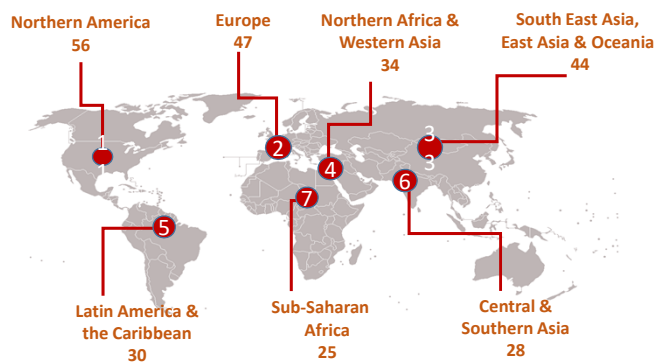 Northern America
56
Europe
47
Northern Africa &
Western Asia
34
South East Asia,
East Asia & Oceania
44
1
1
2
3
3
4
5
6
7
Latin America &
the Caribbean
30
Sub-Saharan
Africa
25
Central &
Southern Asia
28